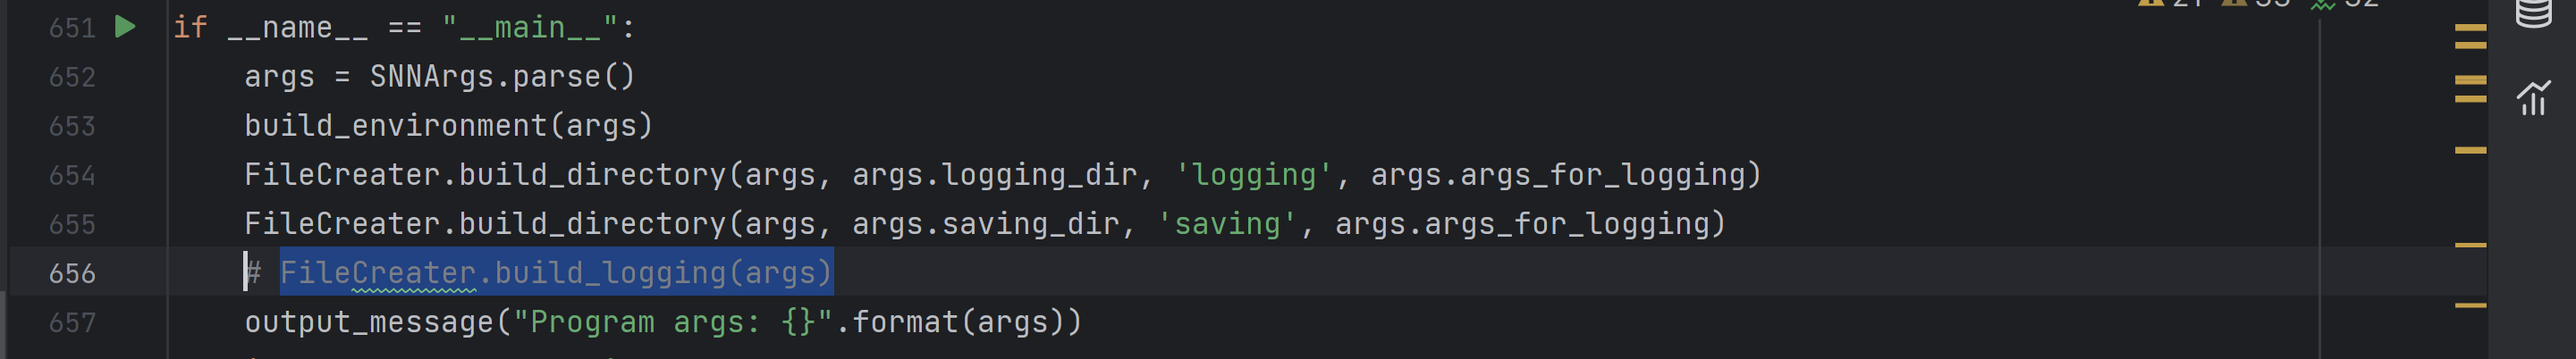 651 if __name__ == "__main__":
652 args = SNNArgs.parse()
653 build_environment(args)
654 FileCreater.build_directory(args, args.logging_dir, 'logging', args.args_for_logging)
655 FileCreater.build_directory(args, args.saving_dir, 'saving', args.args_for_logging)
656 # FileCreater.build_logging(args)
657 output_message("Program args: {}".format(args))